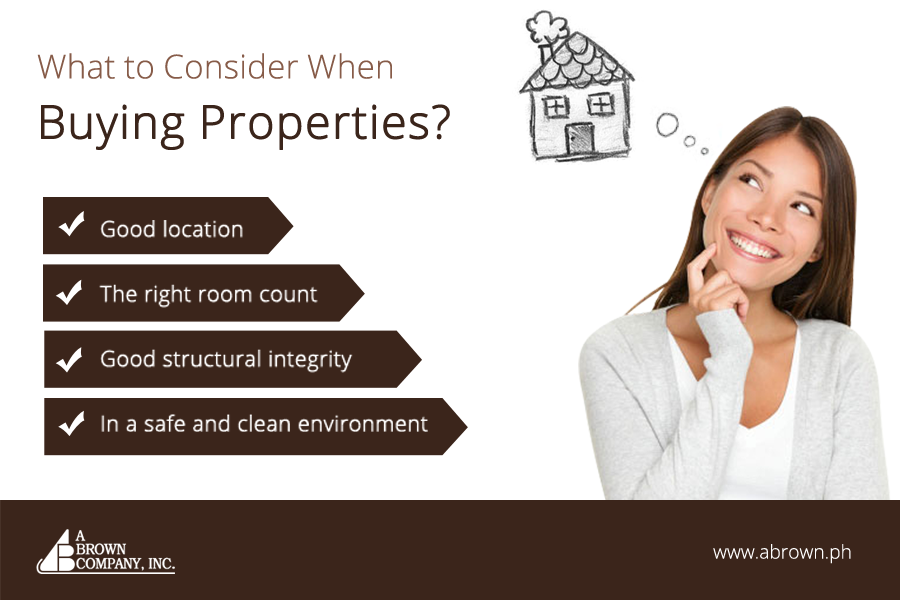 What to Consider When
Buying Properties?
Good location
The right room count
Good structural integrity
In a safe and clean environment
A
BROWN
COMPANY, INC.
www.abrown.ph